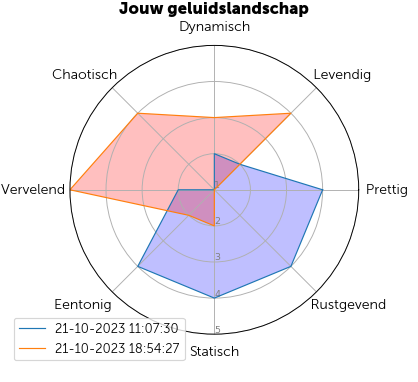 Jouw geluidslandschap
Dynamisch
Chaotisch
Levendig
Vervelend
Prettig
1
2
3
4
5
Eentonig
Rustgevend
Statisch
21-10-2023 11:07:30
21-10-2023 18:54:27